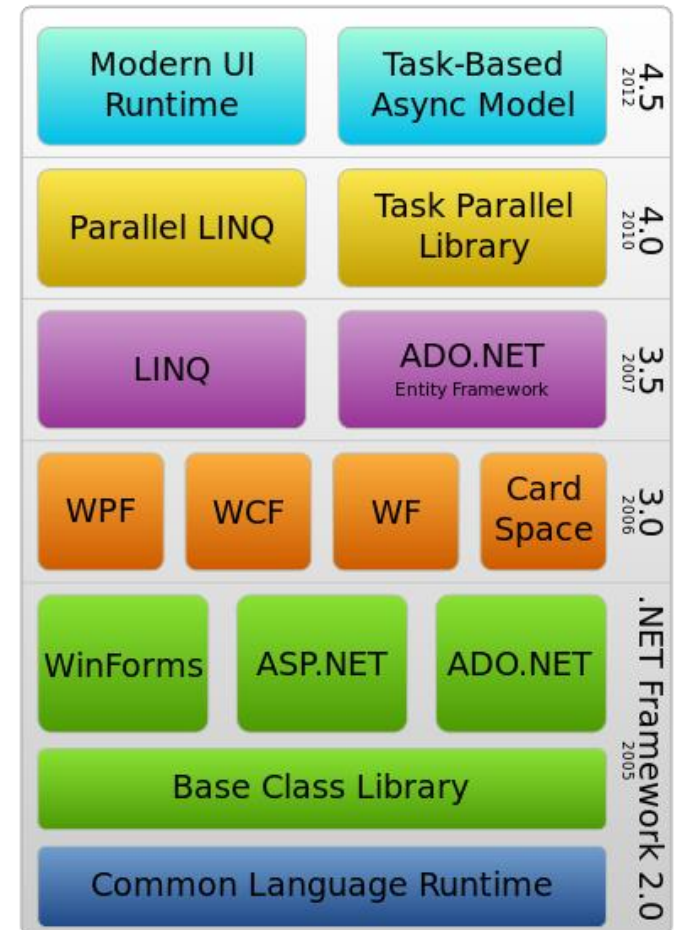 Modern UI
Runtime
Task-Based
Async Model
4.5
2012
Parallel LINQ
Task Parallel
Library
4.0
2010
LINQ
ADO.NET
Entity Framework
3.5
2007
WPF
WCF
WF
Card
Space
3.0
2006
WinForms
ASP.NET
ADO.NET
Base Class Library
Common Language Runtime
.NET Framework 2.0
2005